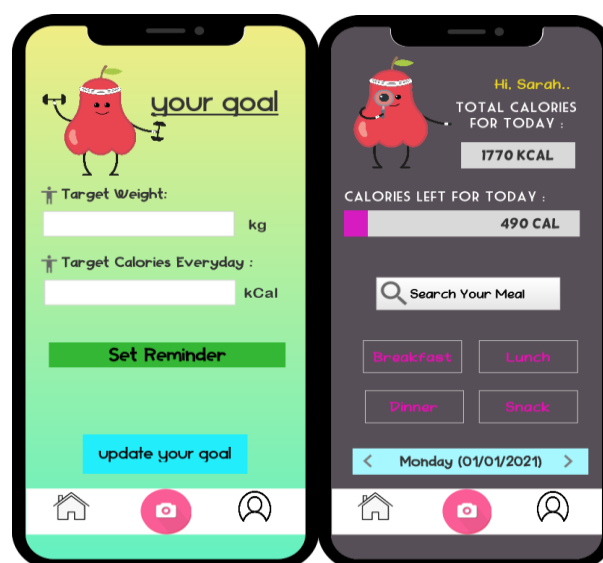 your goal
Target Weight:
kg
Target Calories Everyday :
kCal
Set Reminder
update your goal
Hi, Sarah..
TOTAL CALORIES
FOR TODAY :
1770 KCAL
CALORIES LEFT FOR TODAY :
490 CAL
Search Your Meal
Breakfast
Lunch
Dinner
Snack
< Monday (01/01/2021) >